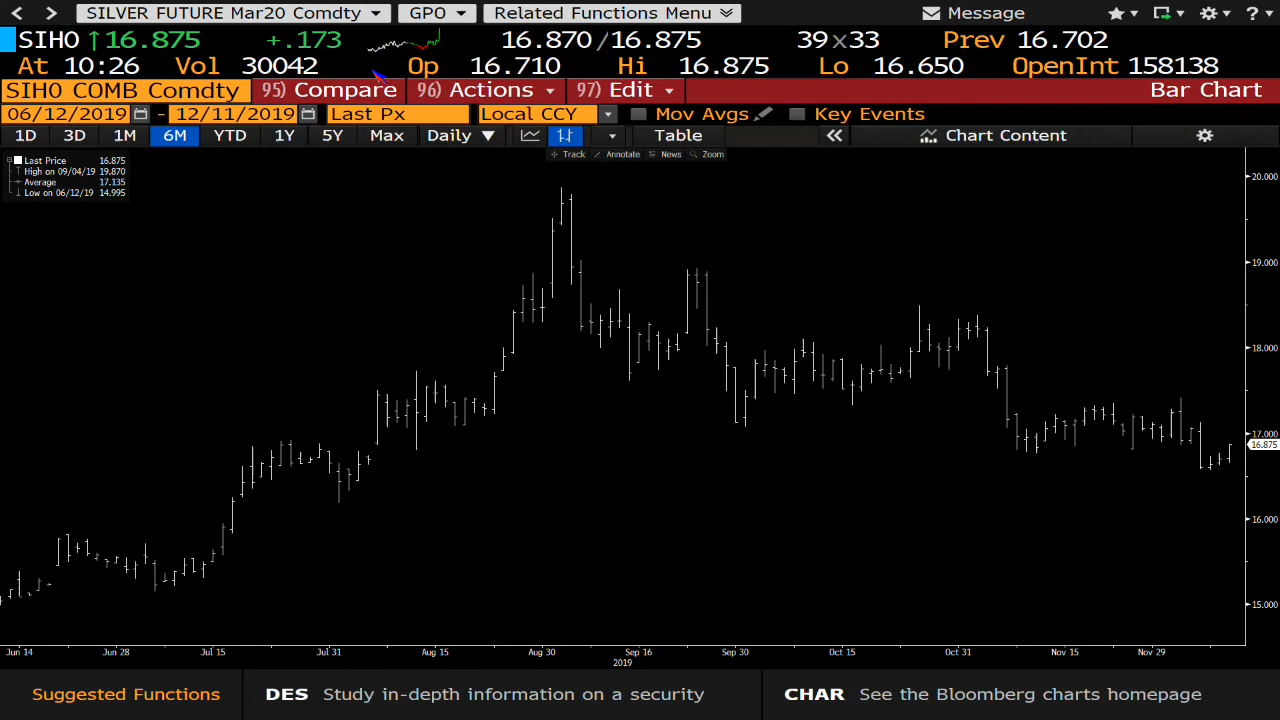 SILVER FUTURE Mar20 Comdty GPO Related Functions Menu Message
SIH0 ↑16.875 +.173 16.870/16.875 39x33 Prev 16.702
At 10:26 Vol 30042 Op 16.710 Hi 16.875 Lo 16.650 OpenInt 158138
SIH0 COMB Comdty 95) Compare 96) Actions 97) Edit Bar Chart
06/12/2019 - 12/11/2019 Last Px Local CCY Mov Avgs Key Events
1D 3D 1M 6M YTD 1Y 5Y Max Daily ▼ Table « Chart Content
Track Annotate News Zoom
Last Price 16.875
High on 09/04/19 19.870
Average 17.135
Low on 06/12/19 14.995
20.000
19.000
18.000
17.000
16.875
16.000
15.000
Jun 14 Jun 28 Jul 15 Jul 31 Aug 15 Aug 30 Sep 16 Sep 30 Oct 15 Oct 31 Nov 15 Nov 29
2019
Suggested Functions DES Study in-depth information on a security CHAR See the Bloomberg charts homepage